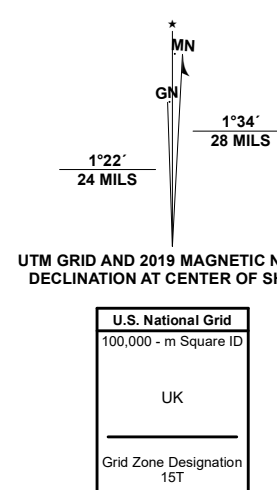 MN
GN
1°34´
28 MILS
1°22´
24 MILS
UTM GRID AND 2019 MAGNETIC
DECLINATION AT CENTER OF
U.S. National Grid
100,000 - m Square ID
UK
Grid Zone Designation
15T